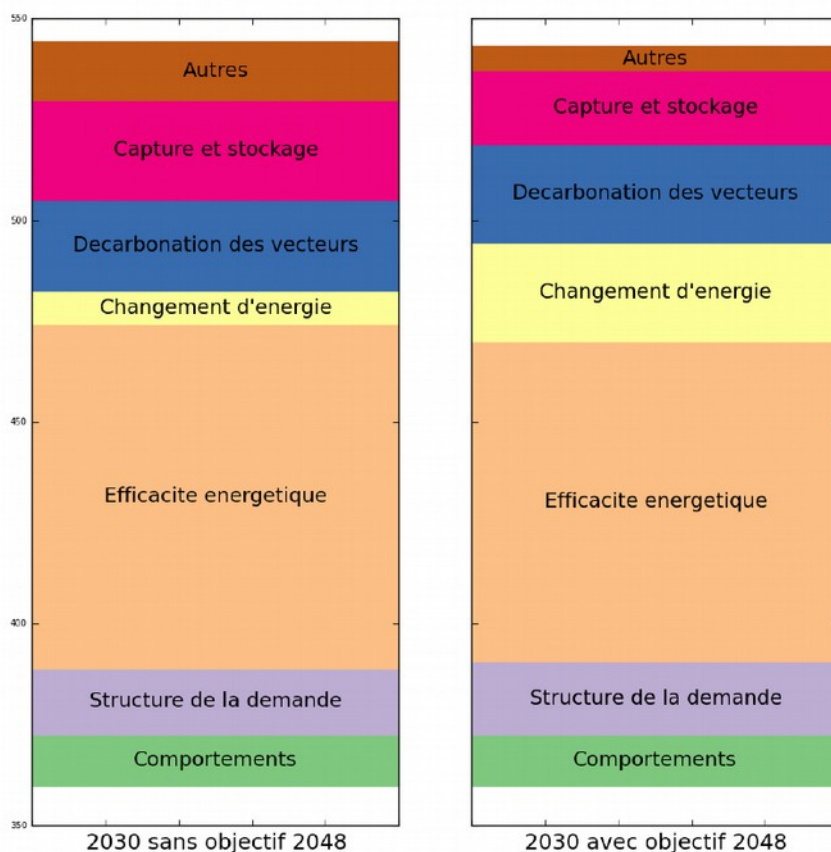 550
500
450
400
350
Autres
Capture et stockage
Decarbonation des vecteurs
Changement d'energie
Efficacite energetique
Structure de la demande
Comportements
2030 sans objectif 2048
Autres
Capture et stockage
Decarbonation des vecteurs
Changement d'energie
Efficacite energetique
Structure de la demande
Comportements
2030 avec objectif 2048